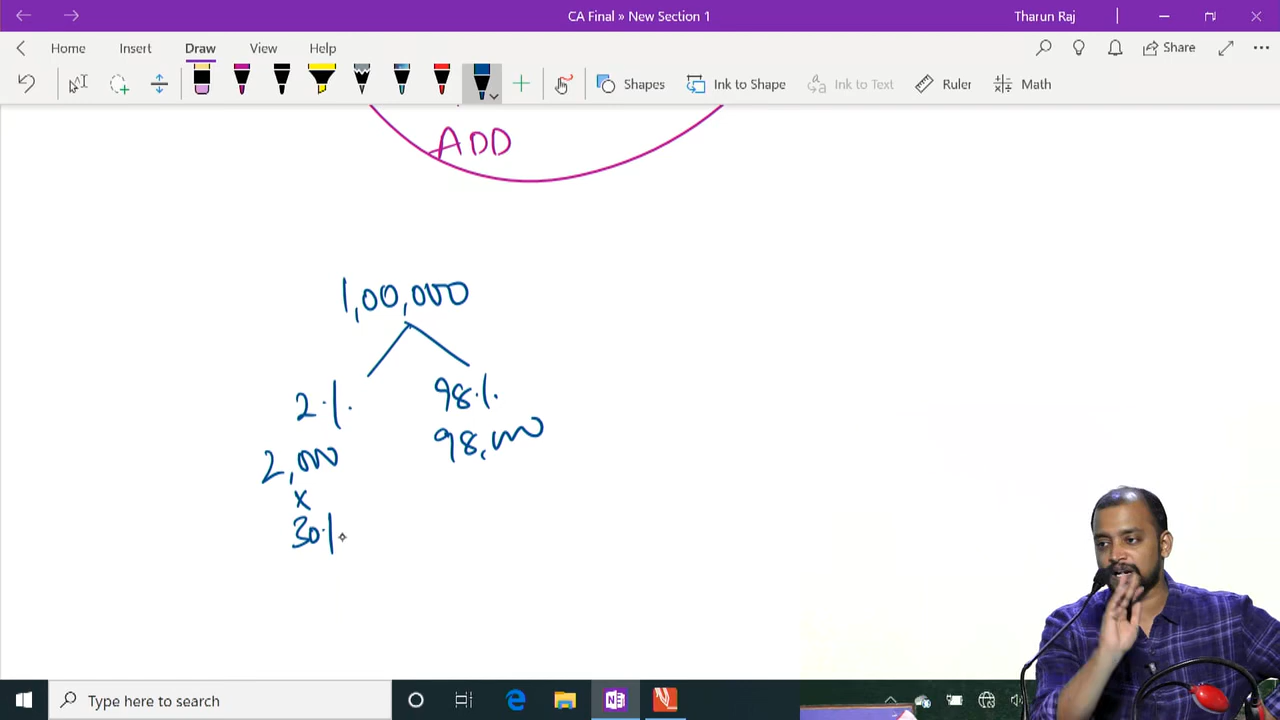 CA Final » New Section 1
Tharun Raj
Home Insert Draw View Help
Share
Shapes Ink to Shape Ink to Text Ruler Math
ADD
1,00,000
2% 98%
2,000 98,000
x
30%
Type here to search